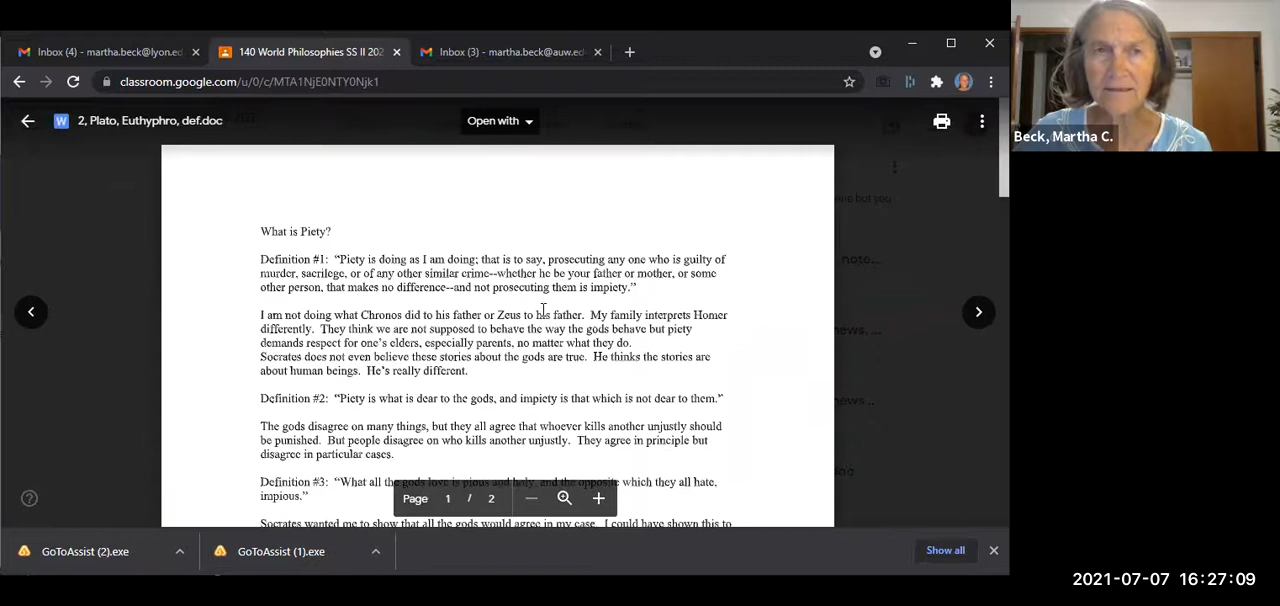 Inbox (4) - martha.beck@lyon.ed
140 World Philosophies SS II 202
Inbox (3) - martha.beck@auw.ed
classroom.google.com/u/0/c/MTA1NjE0NTY0Njk1
W 2, Plato, Euthyphro, def.doc
Open with
Beck, Martha C.
What is Piety?
Definition #1: “Piety is doing as I am doing; that is to say, prosecuting any one who is guilty of
murder, sacrilege, or of any other similar crime--whether he be your father or mother, or some
other person, that makes no difference--and not prosecuting them is impiety.”
I am not doing what Chronos did to his father or Zeus to his father. My family interprets Homer
differently. They think we are not supposed to behave the way the gods behave but piety
demands respect for one’s elders, especially parents, no matter what they do.
Socrates does not even believe these stories about the gods are true. He thinks the stories are
about human beings. He’s really different.
Definition #2: “Piety is what is dear to the gods, and impiety is that which is not dear to them.”
The gods disagree on many things, but they all agree that whoever kills another unjustly should
be punished. But people disagree on who kills another unjustly. They agree in principle but
disagree in particular cases.
Definition #3: “What all the gods love is pious and holy, and the opposite which they all hate,
impious.”
Socrates wanted me to show that all the gods would agree in my case. I could have shown this to
ine but you
note...
news. ..
ews...
Page 1 / 2
GoToAssist (2).exe
GoToAssist (1).exe
Show all
2021-07-07 16:27:09